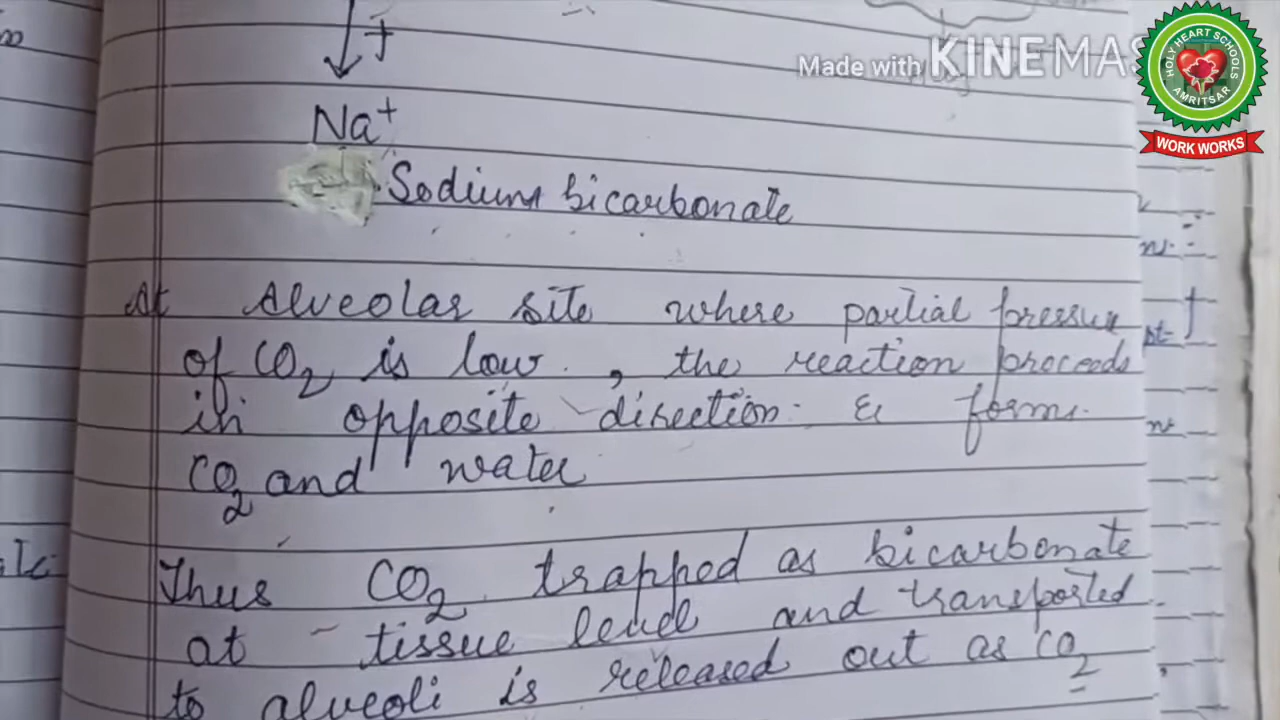 Made with KINEMAS
HOLY HEART SCHOOLS
AMRITSAR
WORK WORKS
Na+
Sodium bicarbonate
At Alveolar site where partial pressure
of CO2 is low, the reaction proceeds
in opposite direction & forms
CO2 and water
Thus CO2 trapped as bicarbonate
at tissue level and transported
to alveoli is released out as CO2